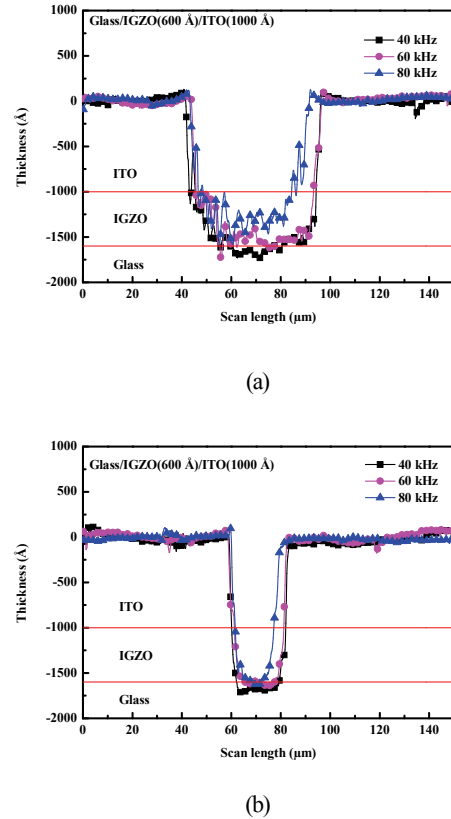 Glass/IGZO(600 Å)/ITO(1000 Å)
40 kHz
60 kHz
80 kHz
1000
500
0
-500
-1000
-1500
-2000
Thickness (Å)
ITO
IGZO
Glass
0 20 40 60 80 100 120 140
Scan length (µm)
(a)
Glass/IGZO(600 Å)/ITO(1000 Å)
40 kHz
60 kHz
80 kHz
1000
500
0
-500
-1000
-1500
-2000
Thickness (Å)
ITO
IGZO
Glass
0 20 40 60 80 100 120 140
Scan length (µm)
(b)